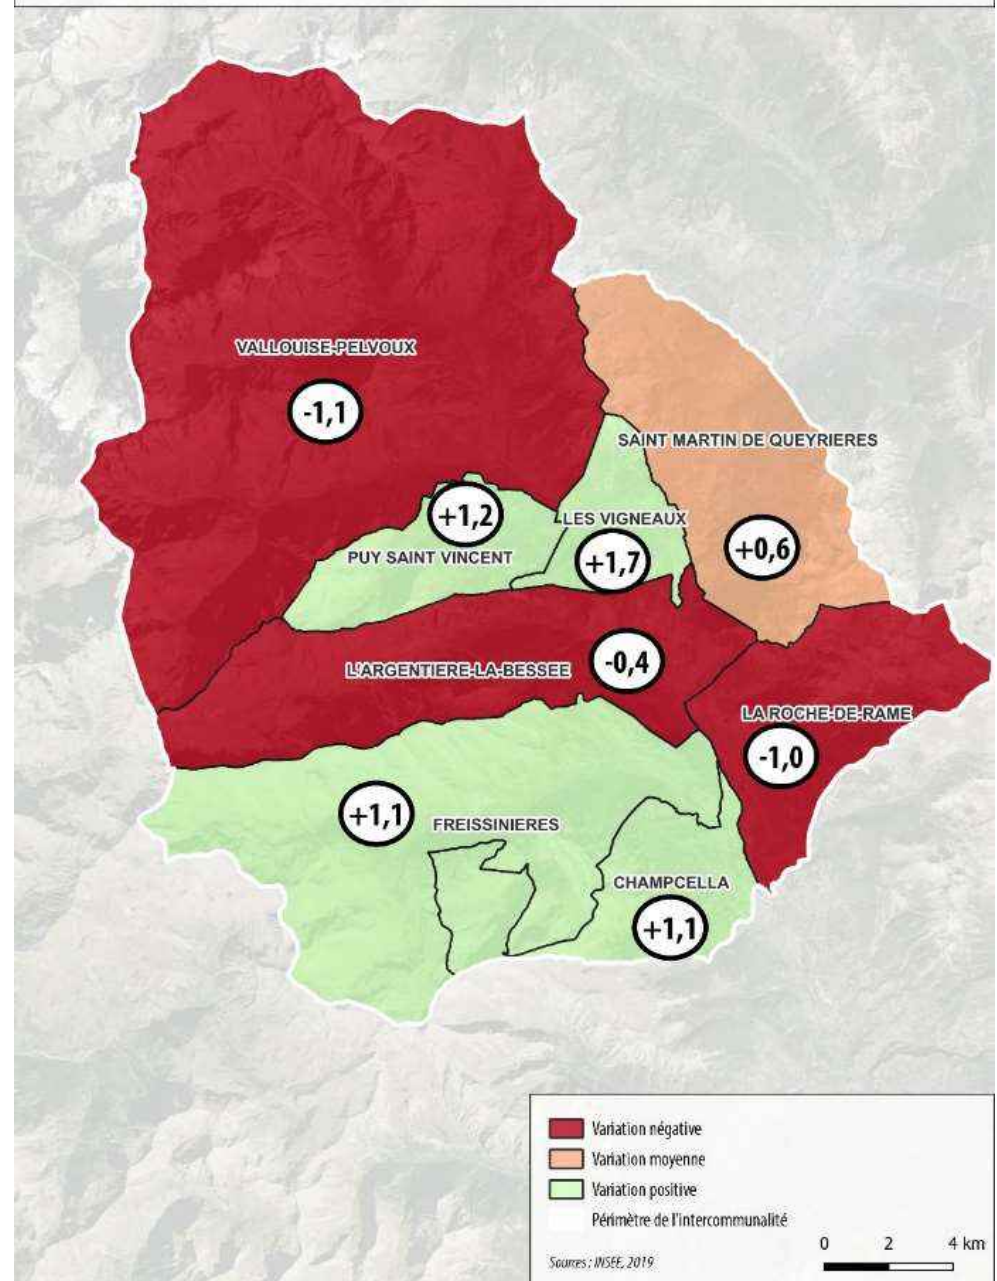 VALLOUISE-PELVOUX
-1,1
SAINT MARTIN DE QUEYRIERES
+1,2
LES VIGNEAUX
PUY SAINT VINCENT
+1,7
+0,6
L'ARGENTIERE-LA-BESSEE
-0,4
LA ROCHE-DE-RAME
-1,0
+1,1
FREISSINIERES
CHAMPCELLA
+1,1
Variation négative
Variation moyenne
Variation positive
Périmètre de l'intercommunalité
Sources : INSEE, 2019
0 2 4 km